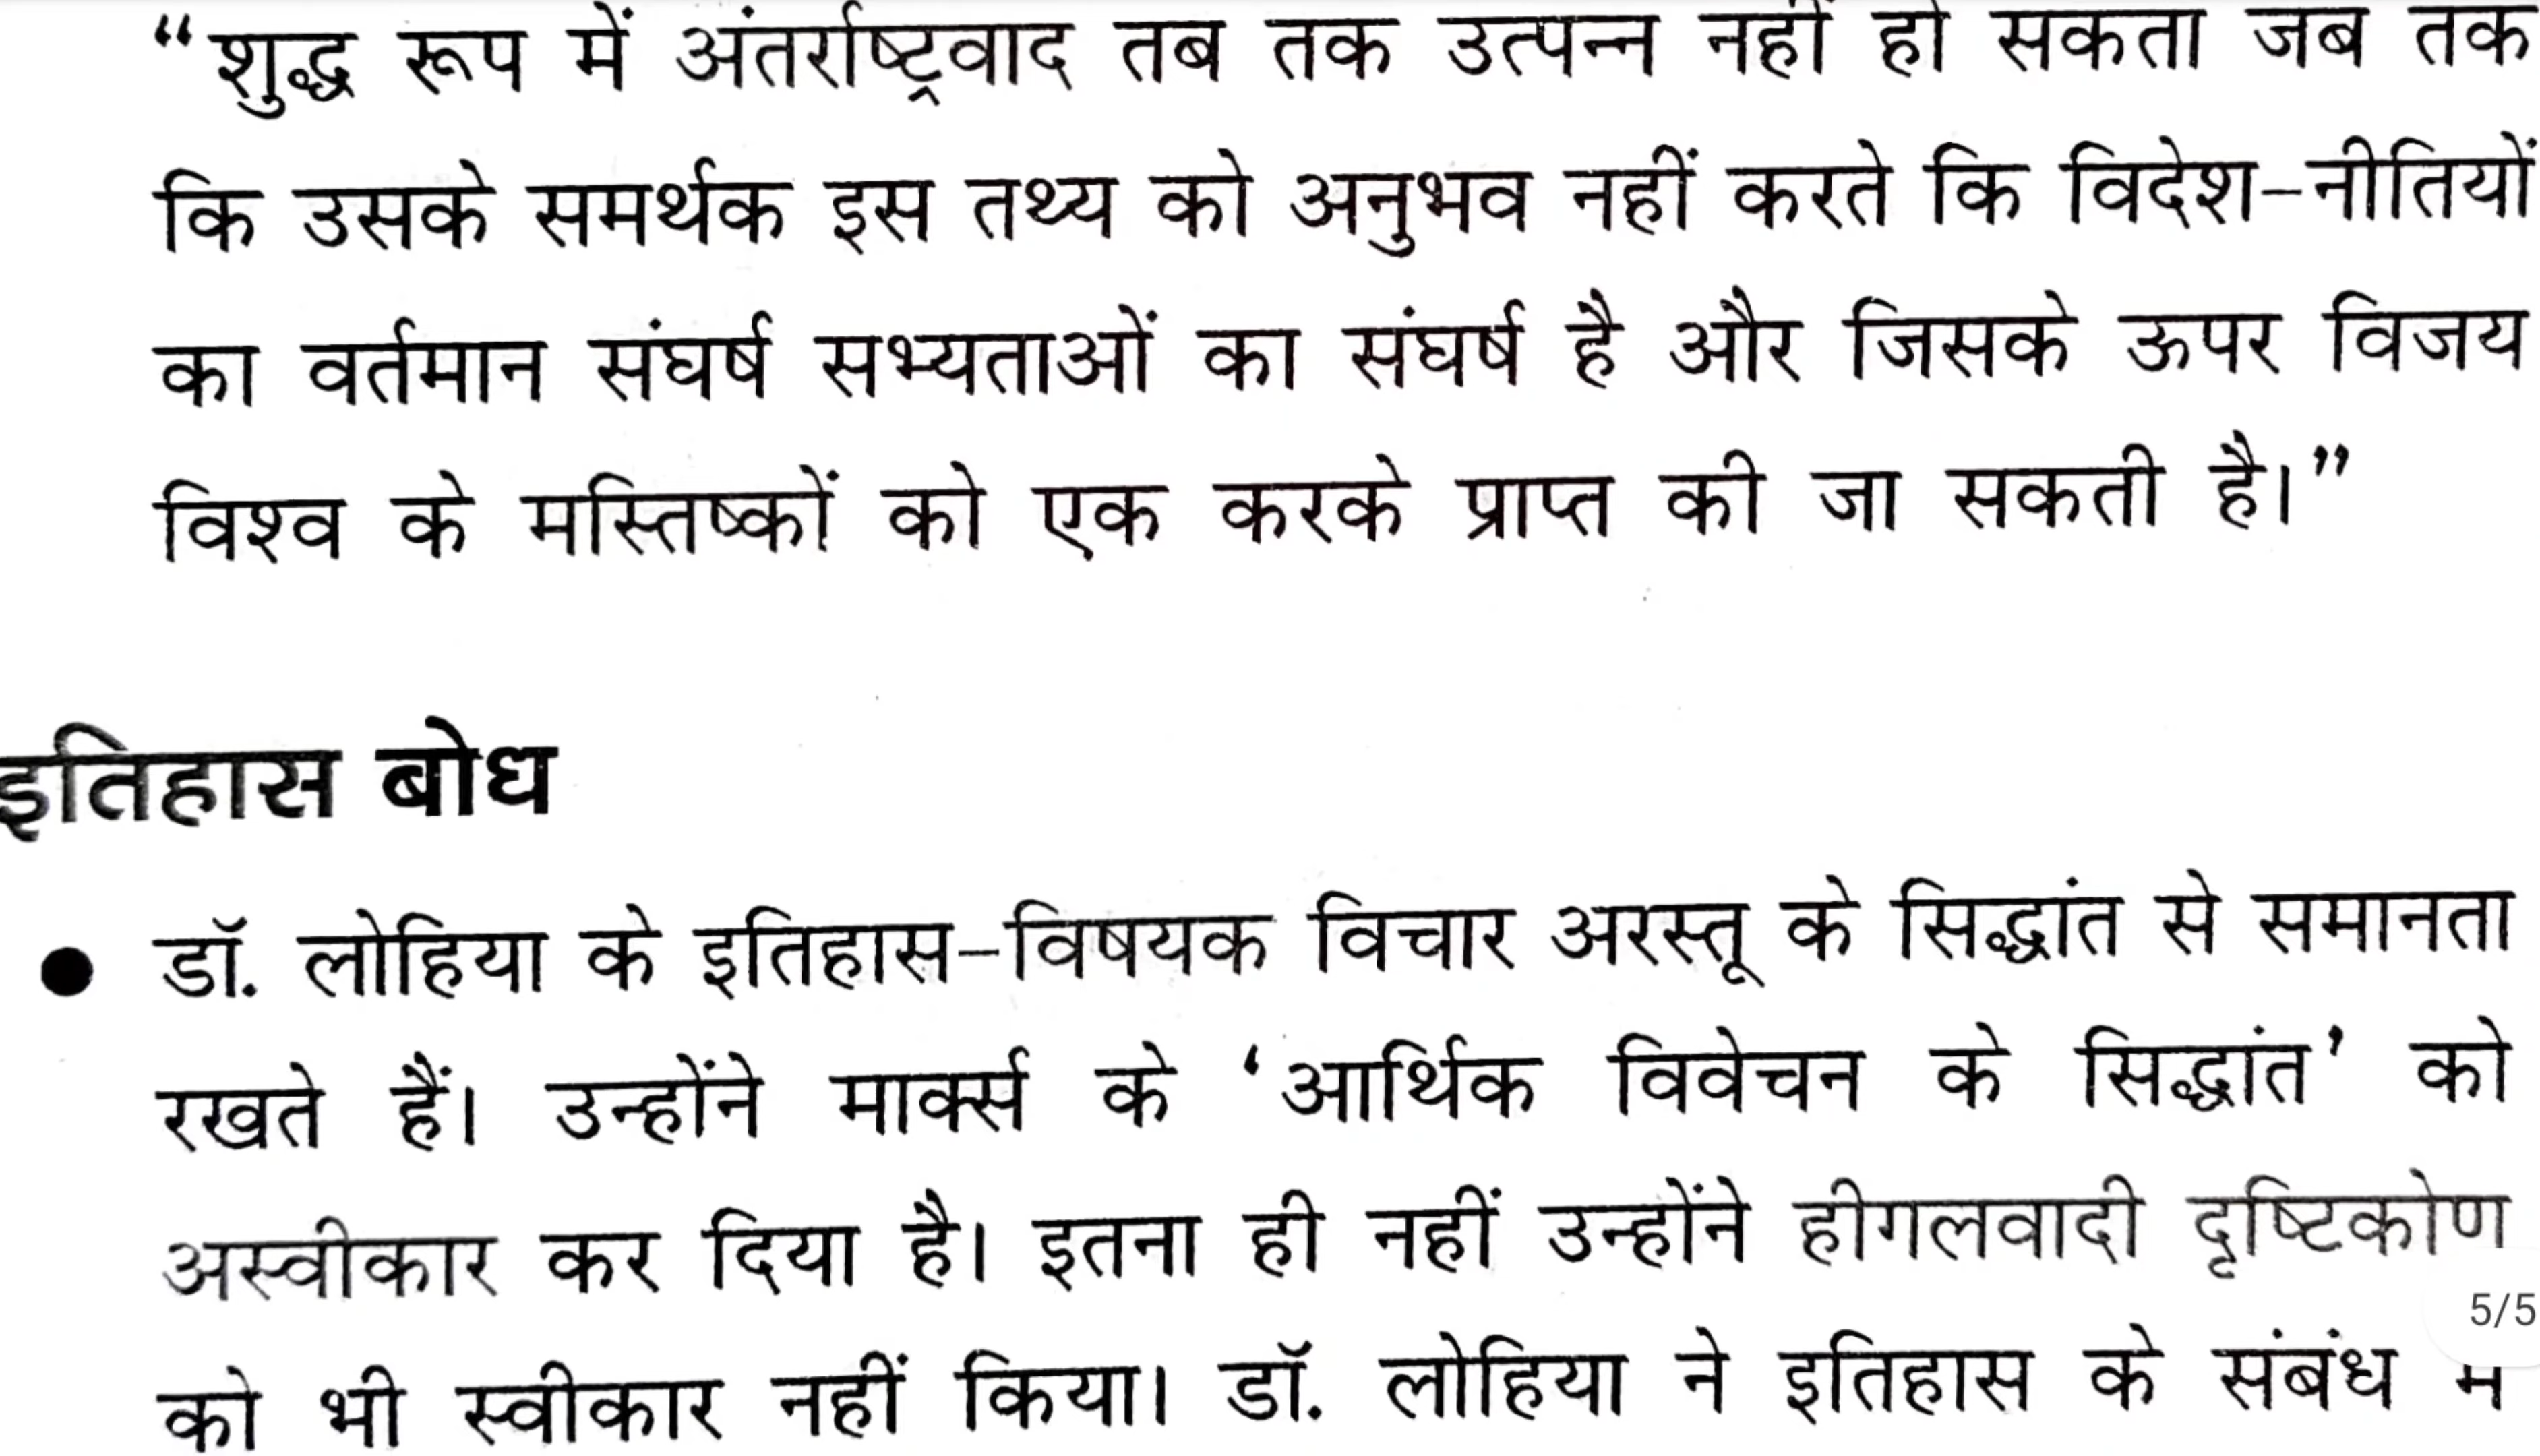 “शुद्ध रूप में अंतर्राष्ट्रवाद तब तक उत्पन्न नहीं हो सकता जब तक
कि उसके समर्थक इस तथ्य को अनुभव नहीं करते कि विदेश-नीतियों
का वर्तमान संघर्ष सभ्यताओं का संघर्ष है और जिसके ऊपर विजय
विश्व के मस्तिष्कों को एक करके प्राप्त की जा सकती है।”
इतिहास बोध
● डॉ. लोहिया के इतिहास-विषयक विचार अरस्तू के सिद्धांत से समानता
रखते हैं। उन्होंने मार्क्स के ‘आर्थिक विवेचन के सिद्धांत’ को
अस्वीकार कर दिया है। इतना ही नहीं उन्होंने हीगलवादी दृष्टिकोण
5/5
को भी स्वीकार नहीं किया। डॉ. लोहिया ने इतिहास के संबंध में